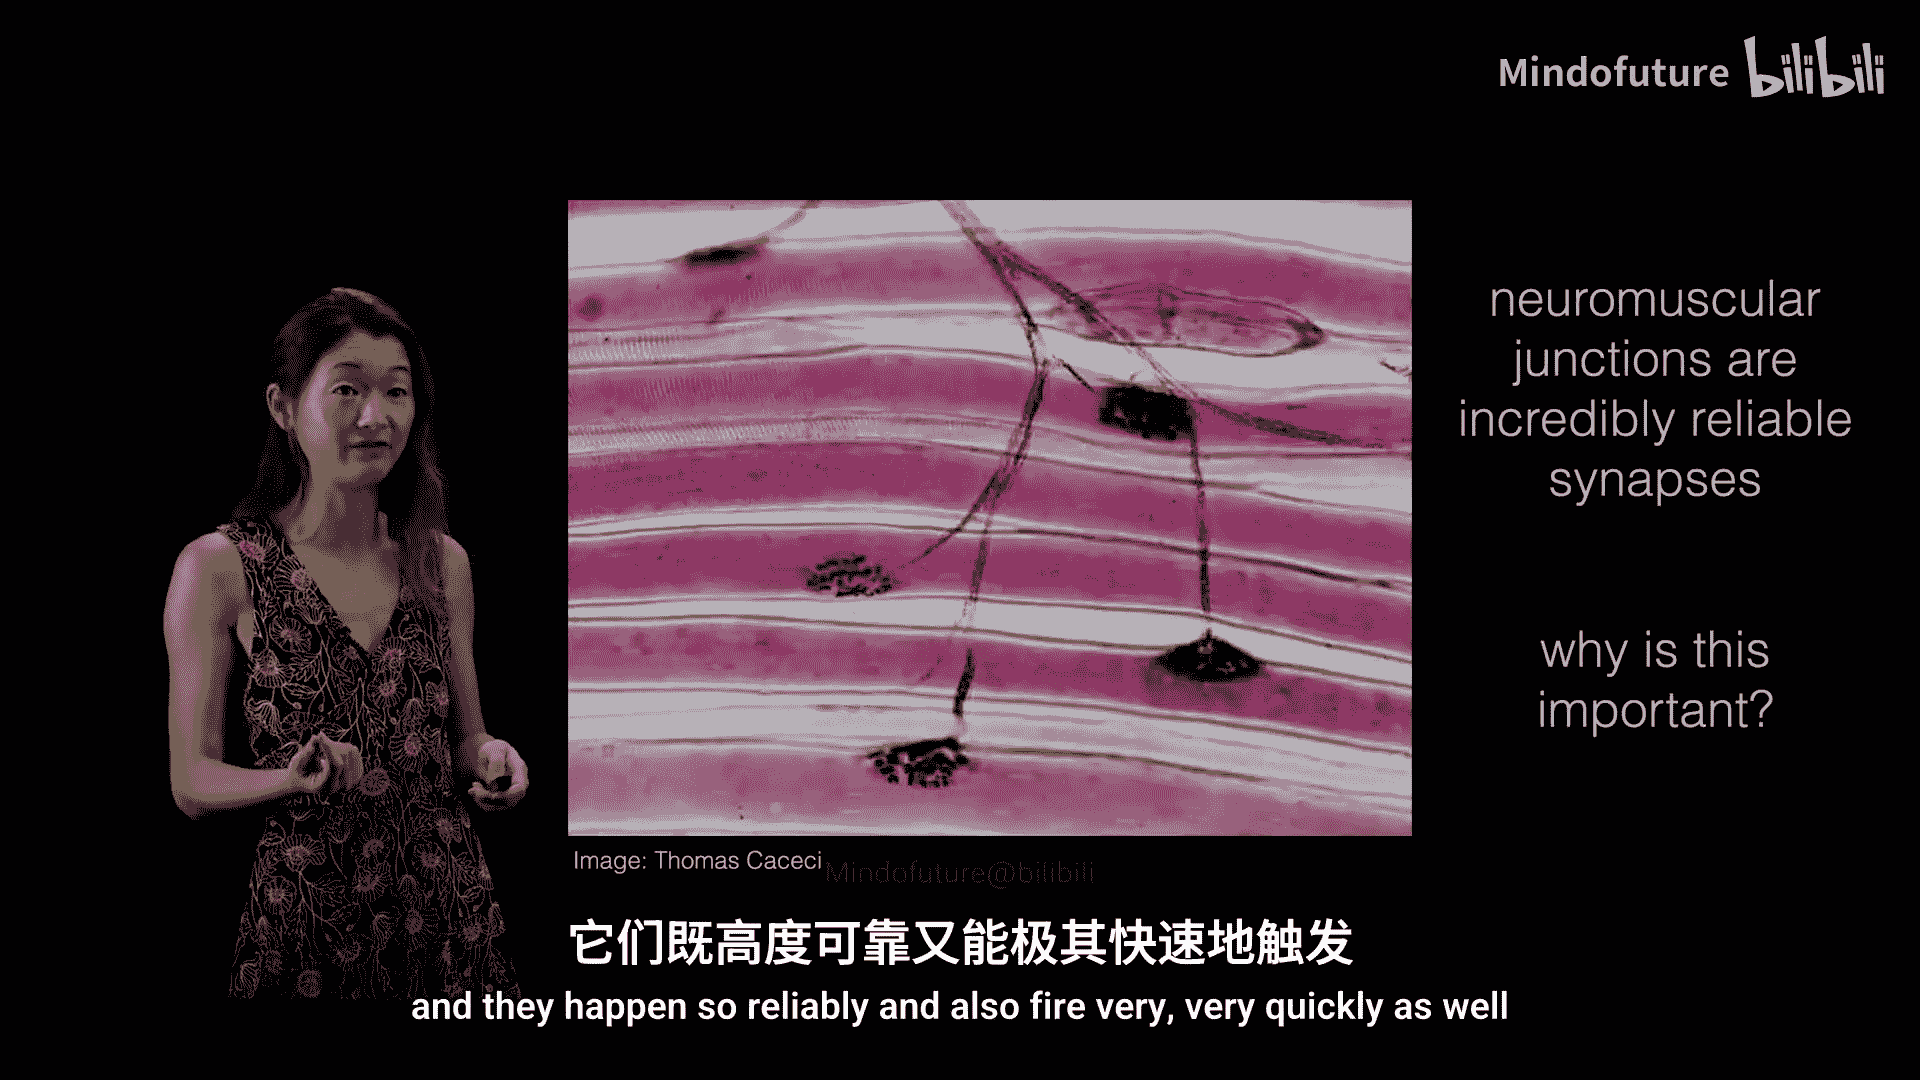 Mindofuture bilibili
neuromuscular
junctions are
incredibly reliable
synapses
why is this
important?
Image: Thomas Caceci
Mindofuture@bilibili
它们既高度可靠又能极其快速地触发
and they happen so reliably and also fire very, very quickly as well